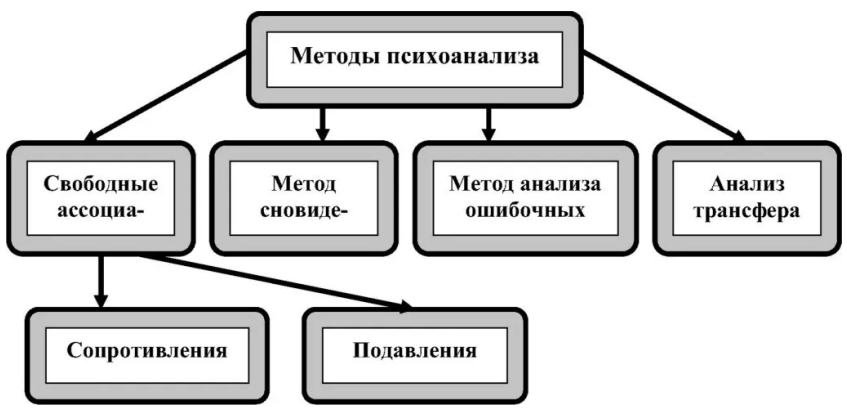 Методы психоанализа
Свободные
ассоциа-
Метод
сновиде-
Метод анализа
ошибочных
Анализ
трансфера
Сопротивления
Подавления